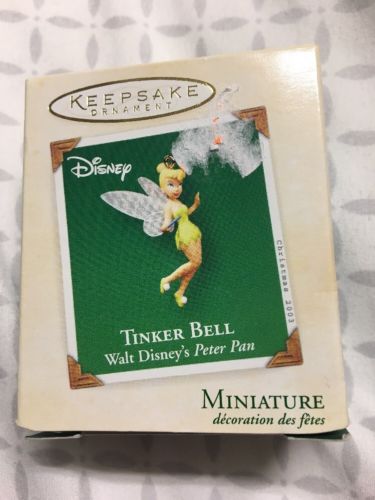 KEEPSAKE
ORNAMENT
Disney
Christmas 2003
TINKER BELL
Walt Disney's Peter Pan
MINIATURE
décoration des fêtes